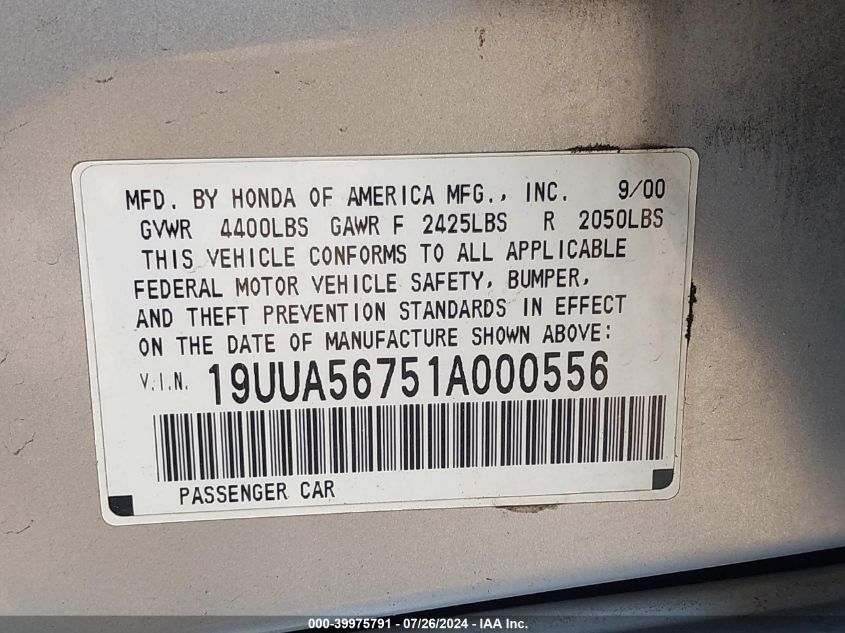 MFD. BY HONDA OF AMERICA MFG., INC. 9/00
GVWR 4400LBS GAWR F 2425LBS R 2050LBS
THIS VEHICLE CONFORMS TO ALL APPLICABLE
FEDERAL MOTOR VEHICLE SAFETY, BUMPER,
AND THEFT PREVENTION STANDARDS IN EFFECT
ON THE DATE OF MANUFACTURE SHOWN ABOVE:
V.I.N. 19UUA56751A000556
PASSENGER CAR
000-39975791 - 07/26/2024 - IAA Inc.